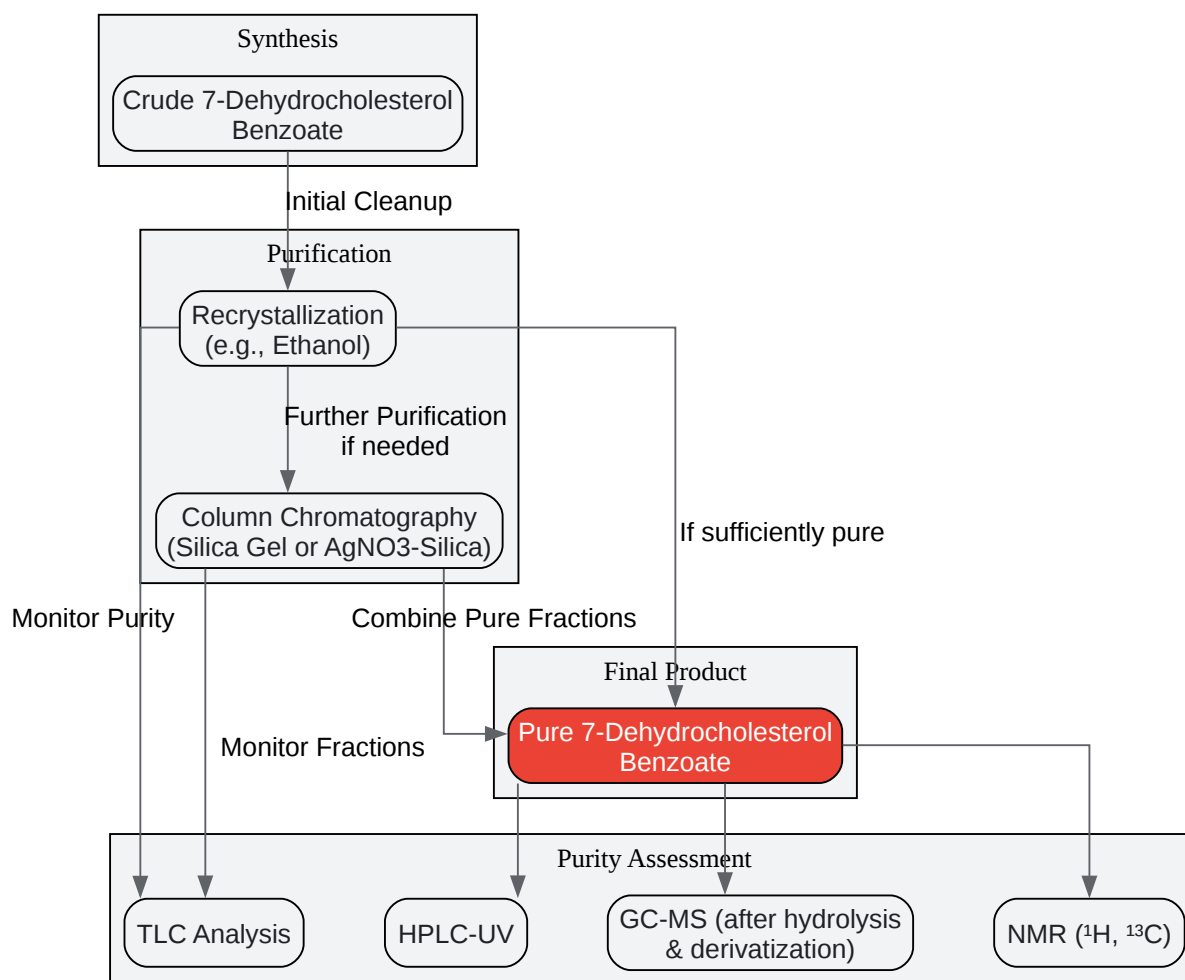 Synthesis
Crude 7-Dehydrocholesterol
Benzoate
Initial Cleanup
Purification
Recrystallization
(e.g., Ethanol)
Further Purification
if needed
Column Chromatography
(Silica Gel or AgNO3-Silica)
If sufficiently pure
Monitor Purity
Combine Pure Fractions
Final Product
Pure 7-Dehydrocholesterol
Benzoate
Monitor Fractions
Purity Assessment
TLC Analysis
HPLC-UV
GC-MS (after hydrolysis
& derivatization)
NMR (¹H, ¹³C)